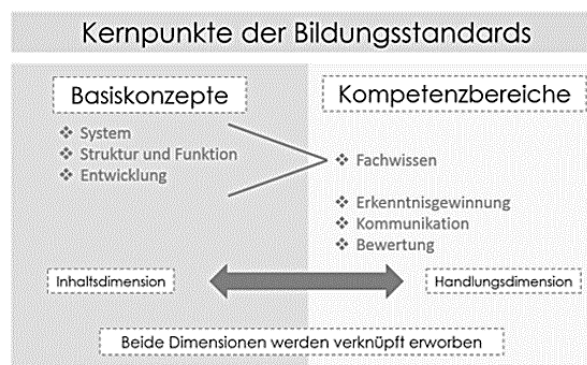 Kernpunkte der Bildungsstandards
Basiskonzepte
❖ System
❖ Struktur und Funktion
❖ Entwicklung
Kompetenzbereiche
❖ Fachwissen
❖ Erkenntnisgewinnung
❖ Kommunikation
❖ Bewertung
Inhaltsdimension
Handlungsdimension
Beide Dimensionen werden verknüpft erworben